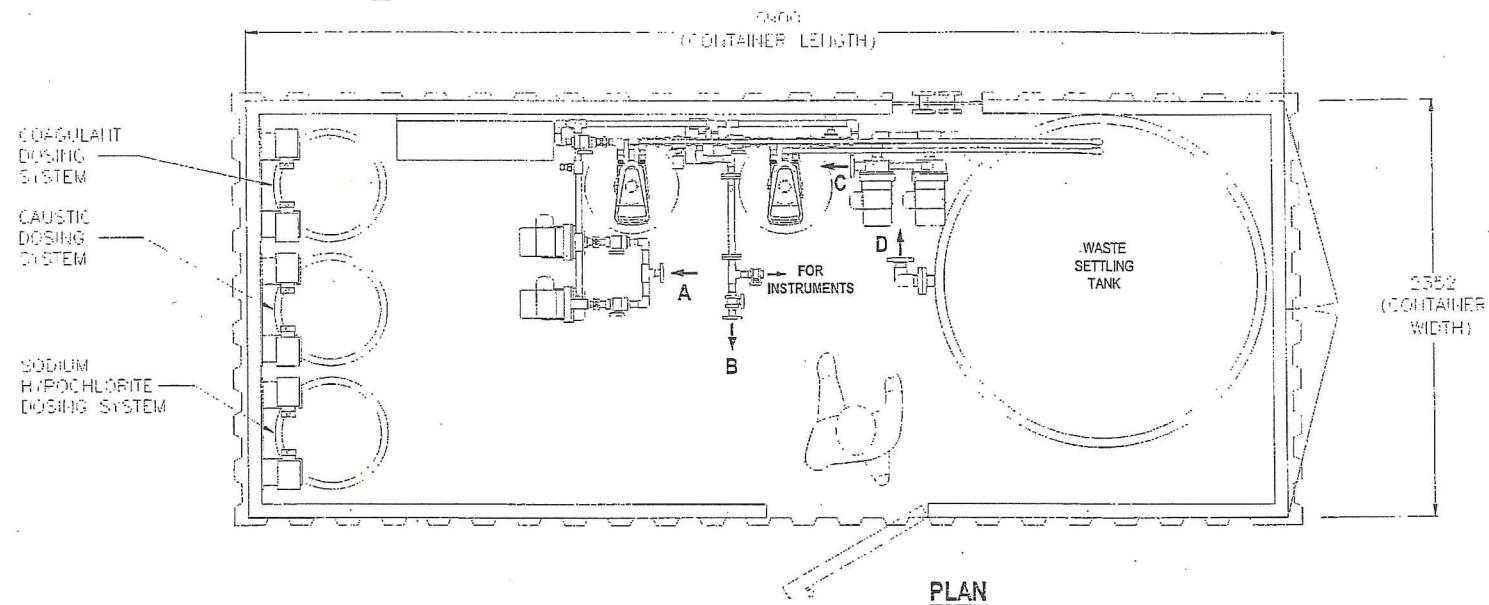 (CONTAINER LENGTH)
COAGULANT
DOSING
SYSTEM
CAUSTIC
DOSING
SYSTEM
SODIUM
HYPOCHLORITE
DOSING SYSTEM
A
FOR
INSTRUMENTS
B
C
D
WASTE
SETTLING
TANK
2352
(CONTAINER
WIDTH)
PLAN